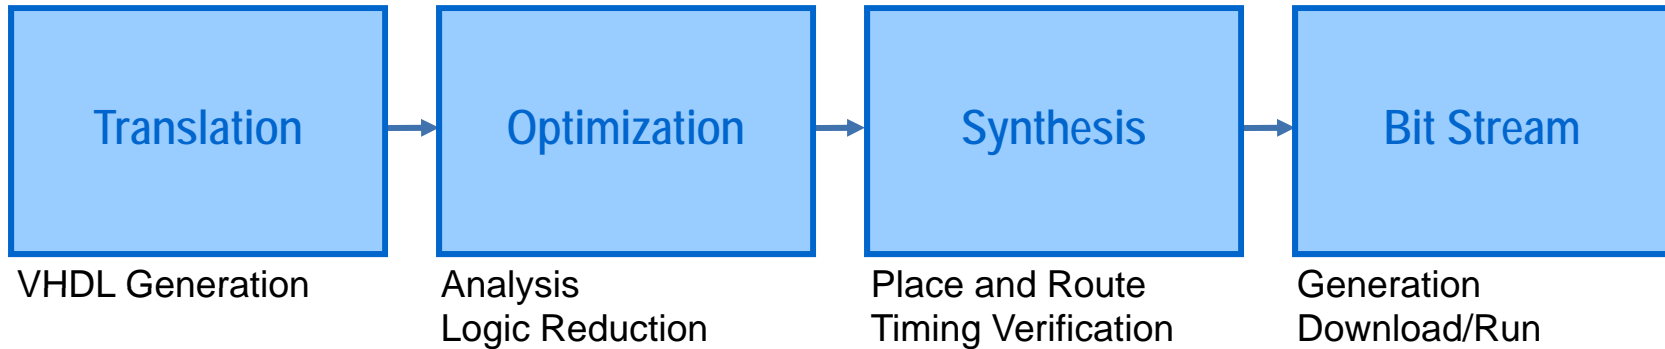 Translation
Optimization
Synthesis
Bit Stream
VHDL Generation
Analysis
Logic Reduction
Place and Route
Timing Verification
Generation
Download/Run